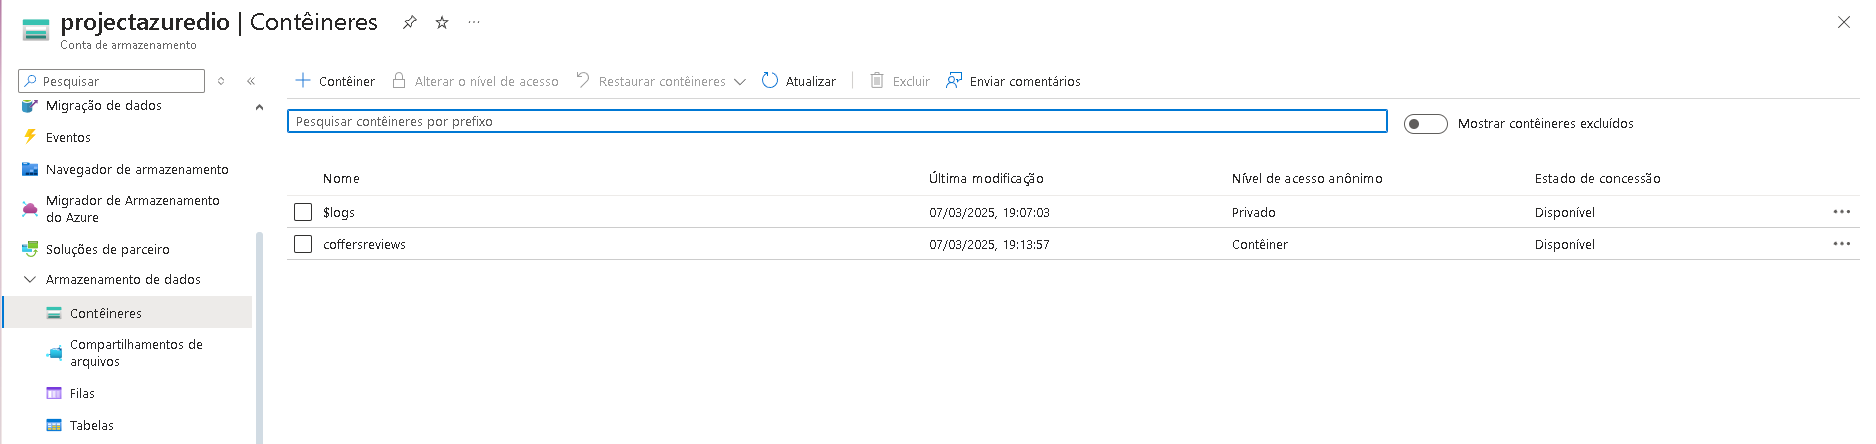 projectazuredio | Contêineres
Conta de armazenamento
Pesquisar
Contêiner
Alterar o nível de acesso
Restaurar contêineres
Atualizar
Excluir
Enviar comentários
Migração de dados
Eventos
Navegador de armazenamento
Migrador de Armazenamento
do Azure
Soluções de parceiro
Armazenamento de dados
Contêineres
Compartilhamentos de
arquivos
Filas
Tabelas
Pesquisar contêineres por prefixo
Mostrar contêineres excluídos
Nome Última modificação Nível de acesso anônimo Estado de concessão
$logs 07/03/2025, 19:07:03 Privado Disponível
coffersreviews 07/03/2025, 19:13:57 Contêiner Disponível